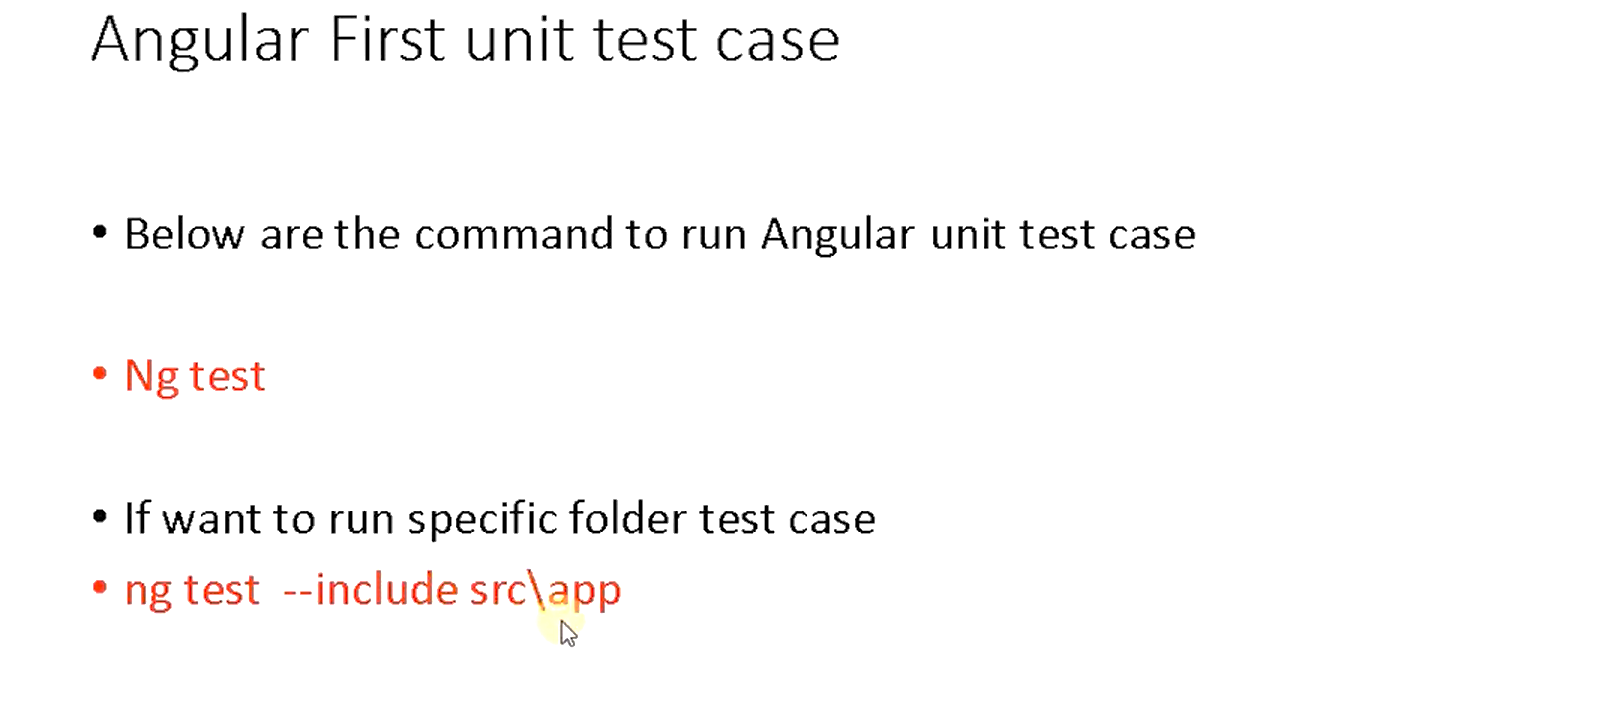 Angular First unit test case
• Below are the command to run Angular unit test case
• Ng test
• If want to run specific folder test case
• ng test --include src\app